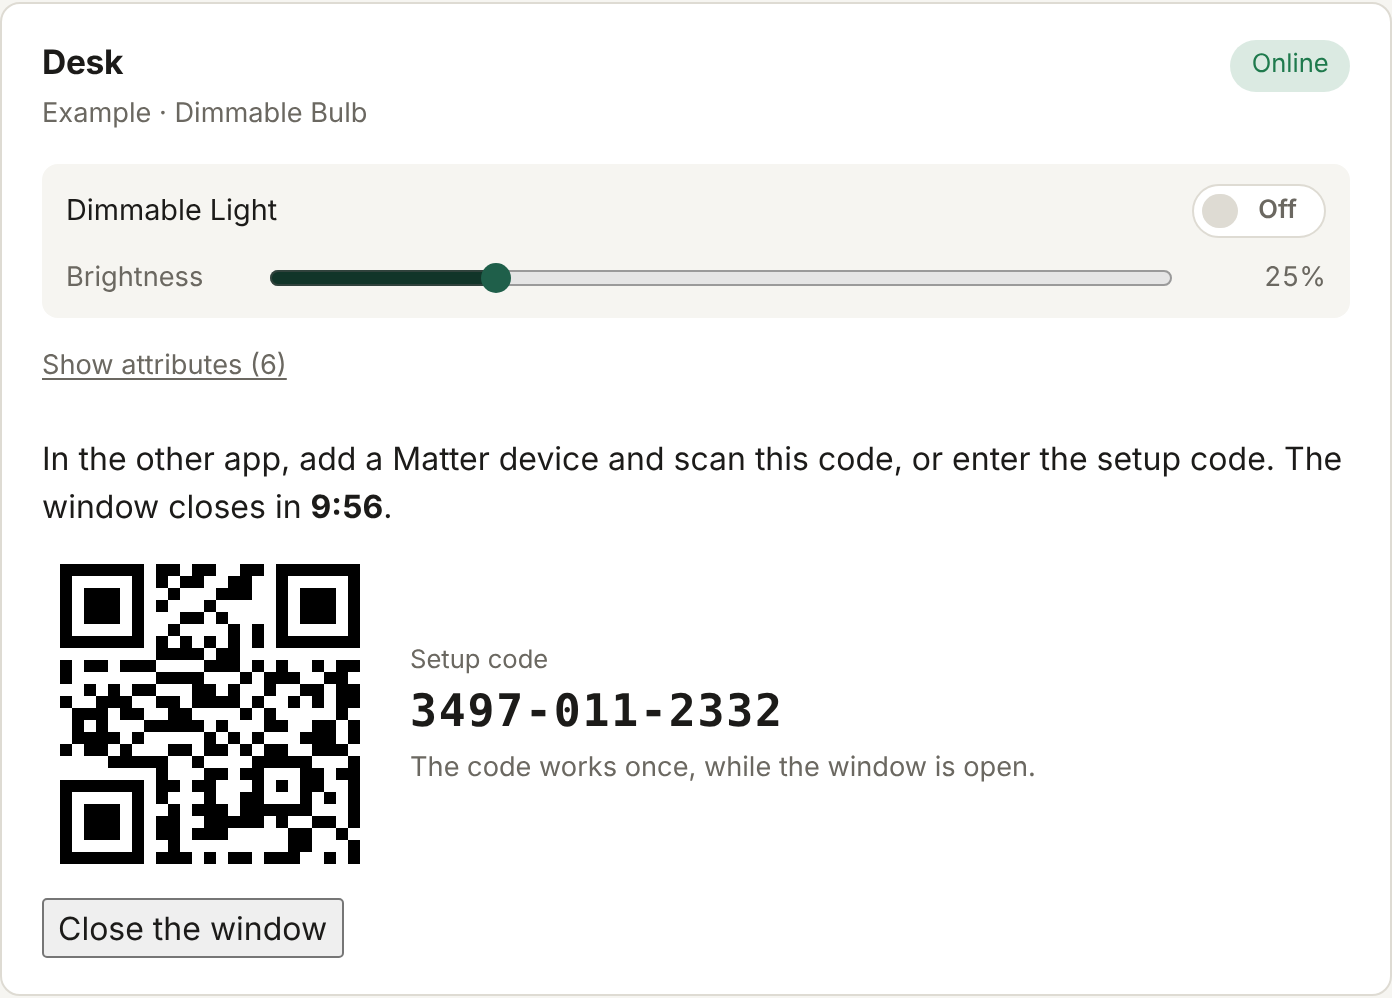 Desk
Online
Example · Dimmable Bulb
Dimmable Light
Off
Brightness
25%
Show attributes (6)
In the other app, add a Matter device and scan this code, or enter the setup code. The
window closes in 9:56.
Setup code
3497-011-2332
The code works once, while the window is open.
Close the window